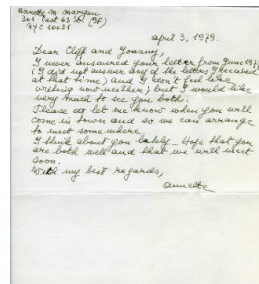 annette M.
301 East 63 St (9F)
NYC 10021
april 3, 1979.
Dear Cliff and
I never answered your letter from June 197
(I did not answer any of the letters received
at that time) and I don't feel like
writing now neither; but I would like
very much to see you both.
Please do let me know when you will
come in town and so we can arrange
to meet some where.
I think about you lately – Hope that you
are both well and that we will meet
soon.
With my best regards,
annette